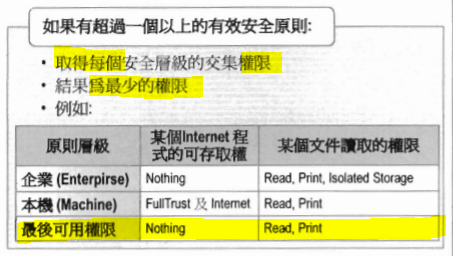 如果有超過一個以上的有效安全原則:
• 取得每個安全層級的交集權限
• 結果為最少的權限
• 例如:
原則層級 某個Internet 程式的可存取權 某個文件讀取的權限
企業 (Enterpirse) Nothing Read, Print, Isolated Storage
本機 (Machine) FullTrust 及 Internet Read, Print
最後可用權限 Nothing Read, Print